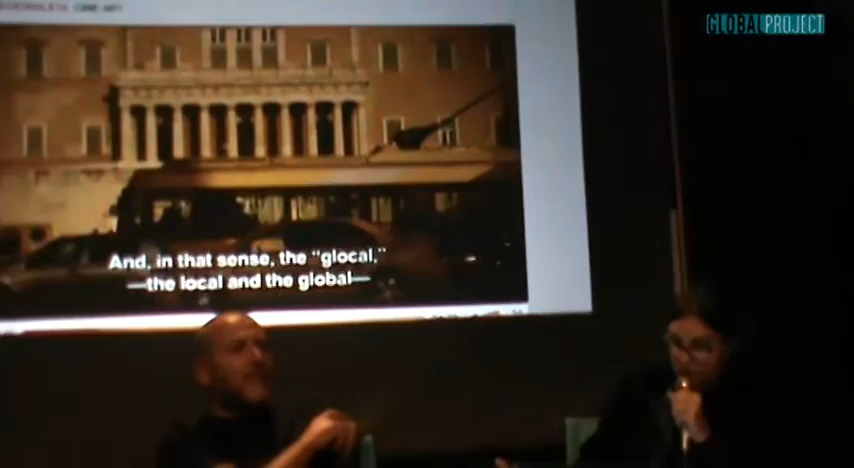 GLOBAL PROJECT
And, in that sense, the "glocal,"
—the local and the global—